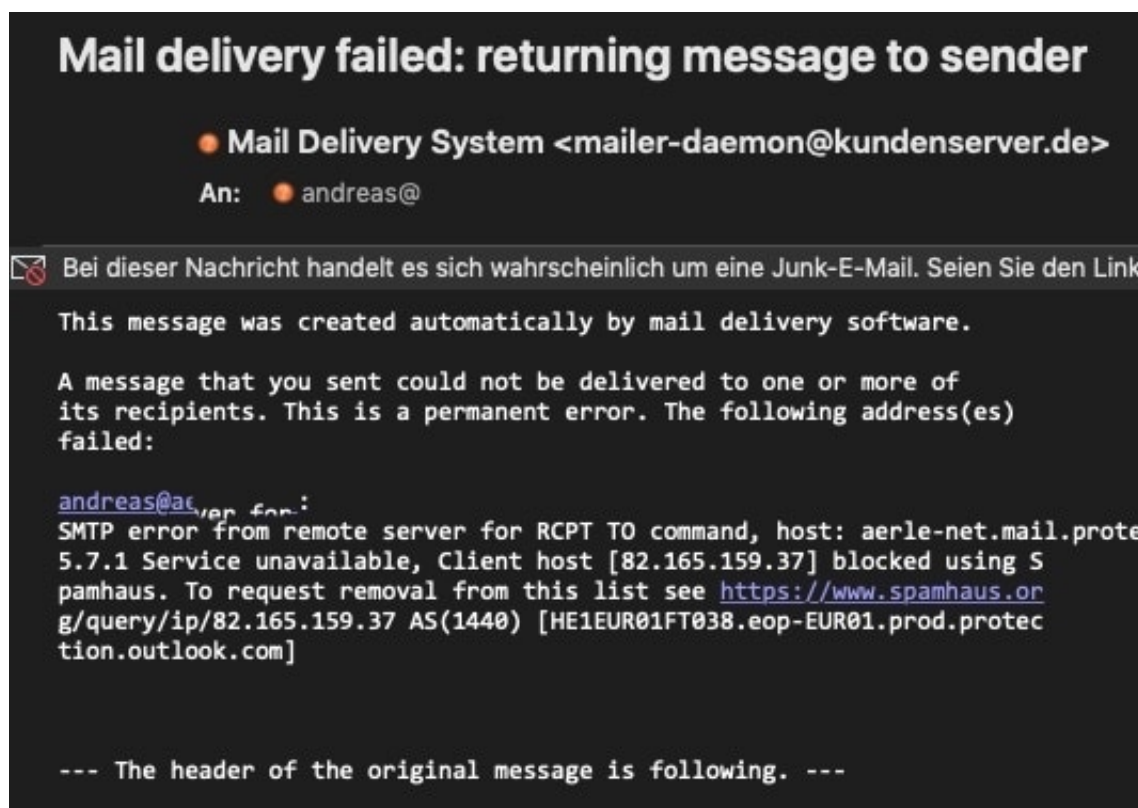 Mail delivery failed: returning message to sender
Mail Delivery System <mailer-daemon@kundenserver.de>
An: andreas@
Bei dieser Nachricht handelt es sich wahrscheinlich um eine Junk-E-Mail. Seien Sie den Link
This message was created automatically by mail delivery software.
A message that you sent could not be delivered to one or more of
its recipients. This is a permanent error. The following address(es)
failed:
andreas@a :
SMTP error from remote server for RCPT TO command, host: aerle-net.mail.prote
5.7.1 Service unavailable, Client host [82.165.159.37] blocked using S
pamhaus. To request removal from this list see https://www.spamhaus.or
g/query/ip/82.165.159.37 AS(1440) [HE1EUR01FT038.eop-EUR01.prod.protec
tion.outlook.com]
--- The header of the original message is following. ---